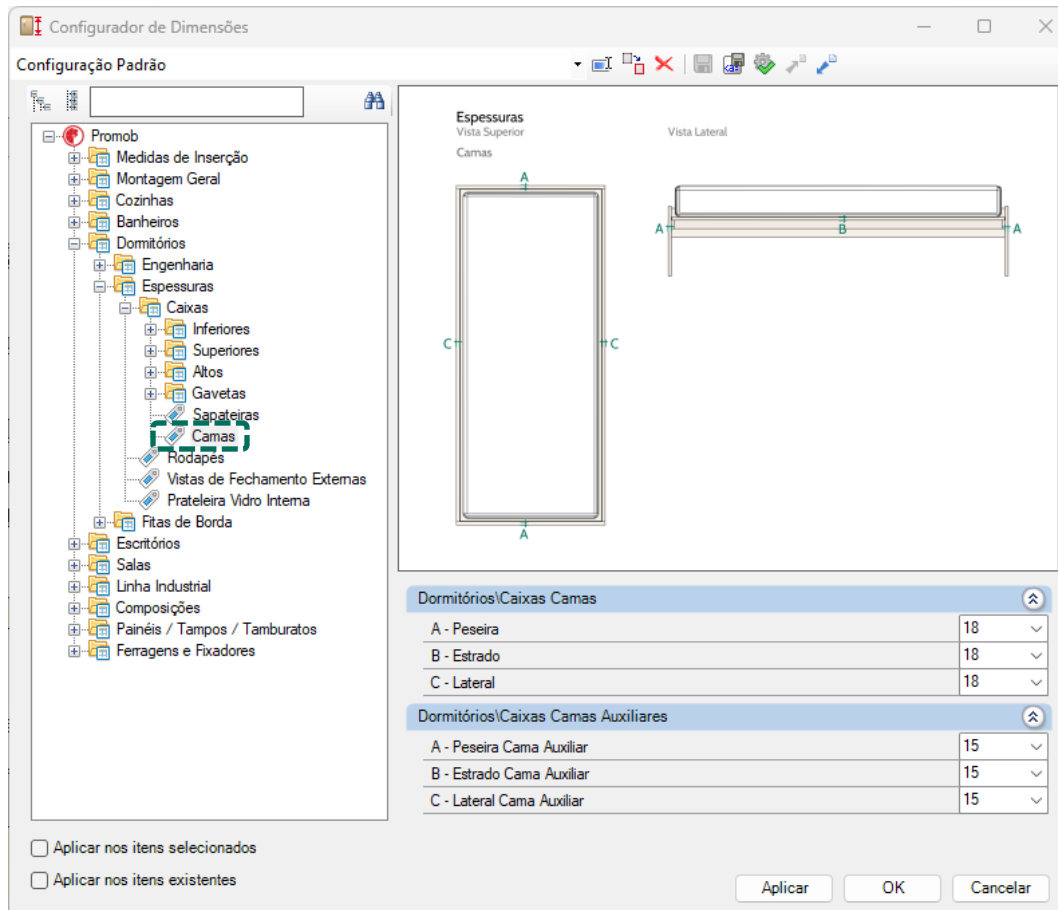 Configurador de Dimensões
Configuração Padrão
Promob
Medidas de Inserção
Montagem Geral
Cozinhas
Banheiros
Dormitórios
Engenharia
Espessuras
Caixas
Inferiores
Superiores
Altos
Gavetas
Sapateiras
Camas
Rodapés
Vistas de Fechamento Externas
Prateleira Vidro Interna
Fitas de Borda
Escritórios
Salas
Linha Industrial
Composições
Painéis / Tampos / Tamburatos
Ferragens e Fixadores
Espessuras
Vista Superior
Vista Lateral
Camas
A
A B A
C C
A
Dormitórios\Caixas Camas
A - Peseira 18
B - Estrado 18
C - Lateral 18
Dormitórios\Caixas Camas Auxiliares
A - Peseira Cama Auxiliar 15
B - Estrado Cama Auxiliar 15
C - Lateral Cama Auxiliar 15
Aplicar nos itens selecionados
Aplicar nos itens existentes
Aplicar OK Cancelar